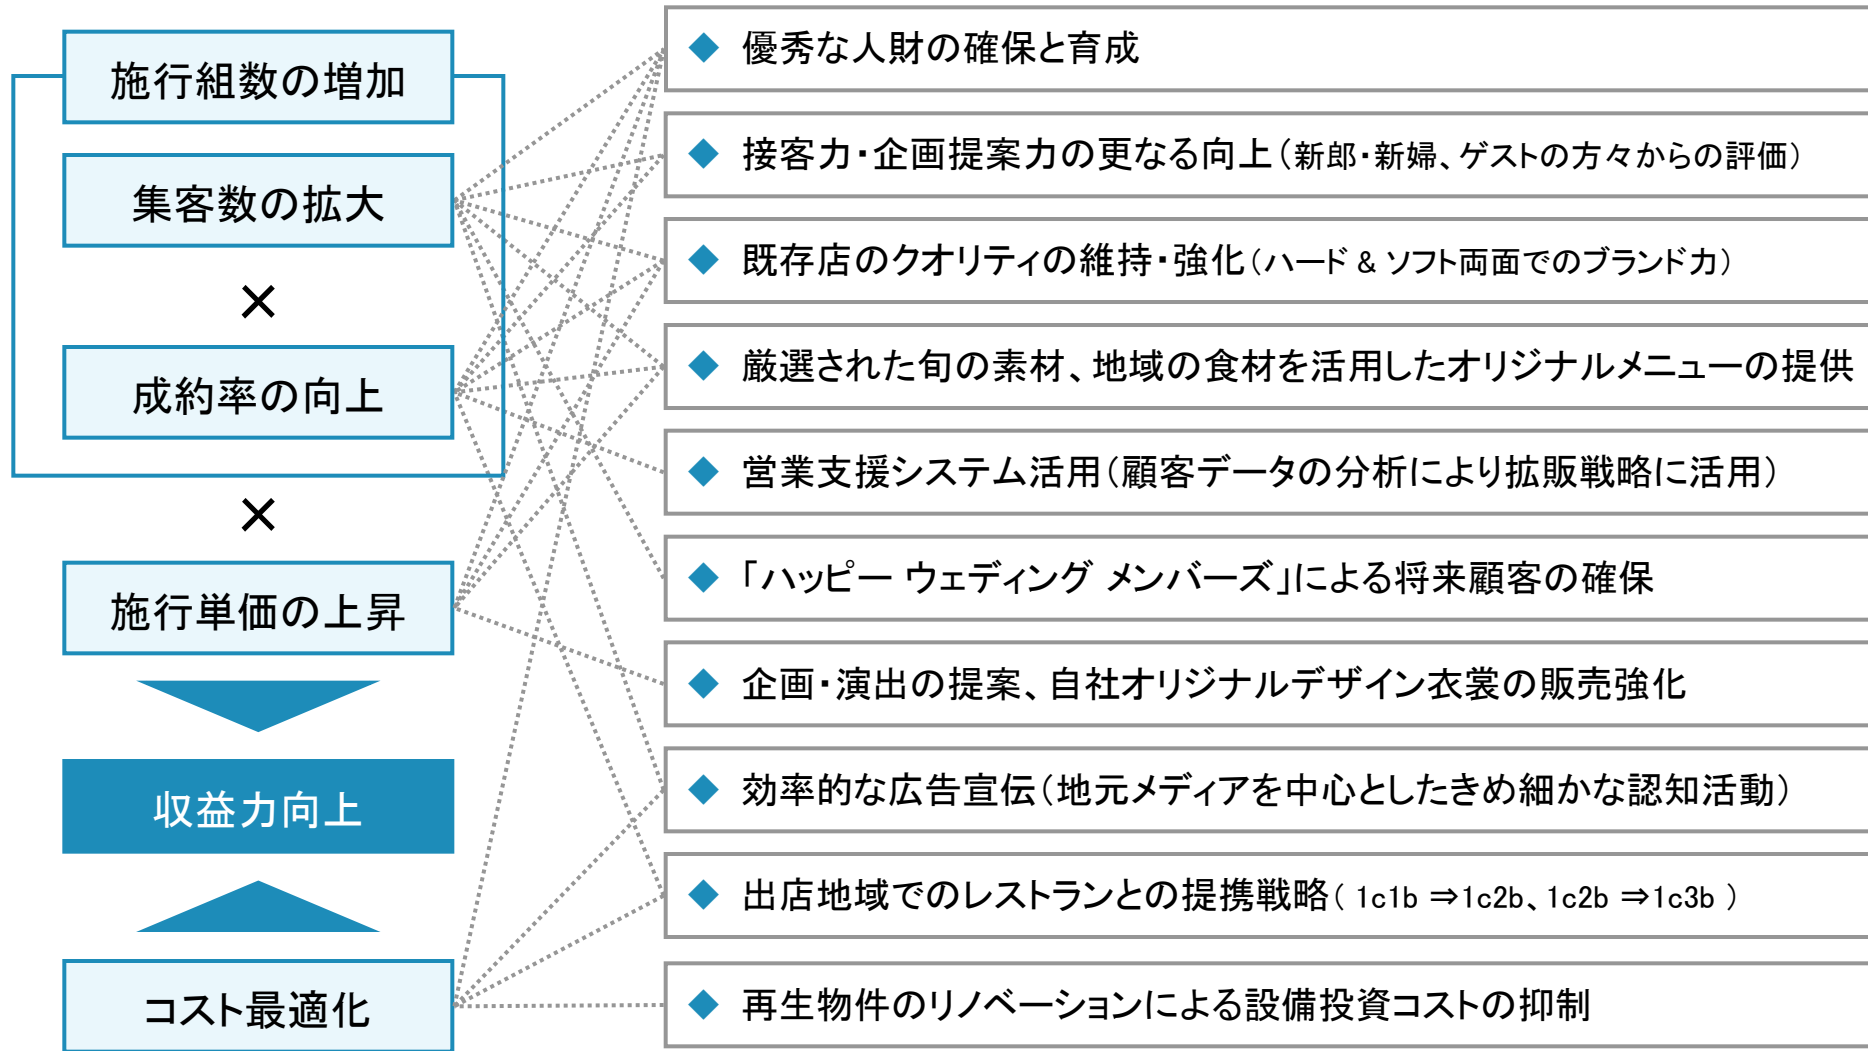 施行組数の増加
集客数の拡大
×
成約率の向上
×
施行単価の上昇
収益力向上
コスト最適化
◆ 優秀な人財の確保と育成
◆ 接客力・企画提案力の更なる向上（新郎・新婦、ゲストの方々からの評価）
◆ 既存店のクオリティの維持・強化（ハード & ソフト両面でのブランド力）
◆ 厳選された旬の素材、地域の食材を活用したオリジナルメニューの提供
◆ 営業支援システム活用（顧客データの分析により拡販戦略に活用）
◆ 「ハッピー ウェディング メンバーズ」による将来顧客の確保
◆ 企画・演出の提案、自社オリジナルデザイン衣裳の販売強化
◆ 効率的な広告宣伝（地元メディアを中心としたきめ細かな認知活動）
◆ 出店地域でのレストランとの提携戦略（ 1c1b ⇒1c2b、1c2b ⇒1c3b ）
◆ 再生物件のリノベーションによる設備投資コストの抑制